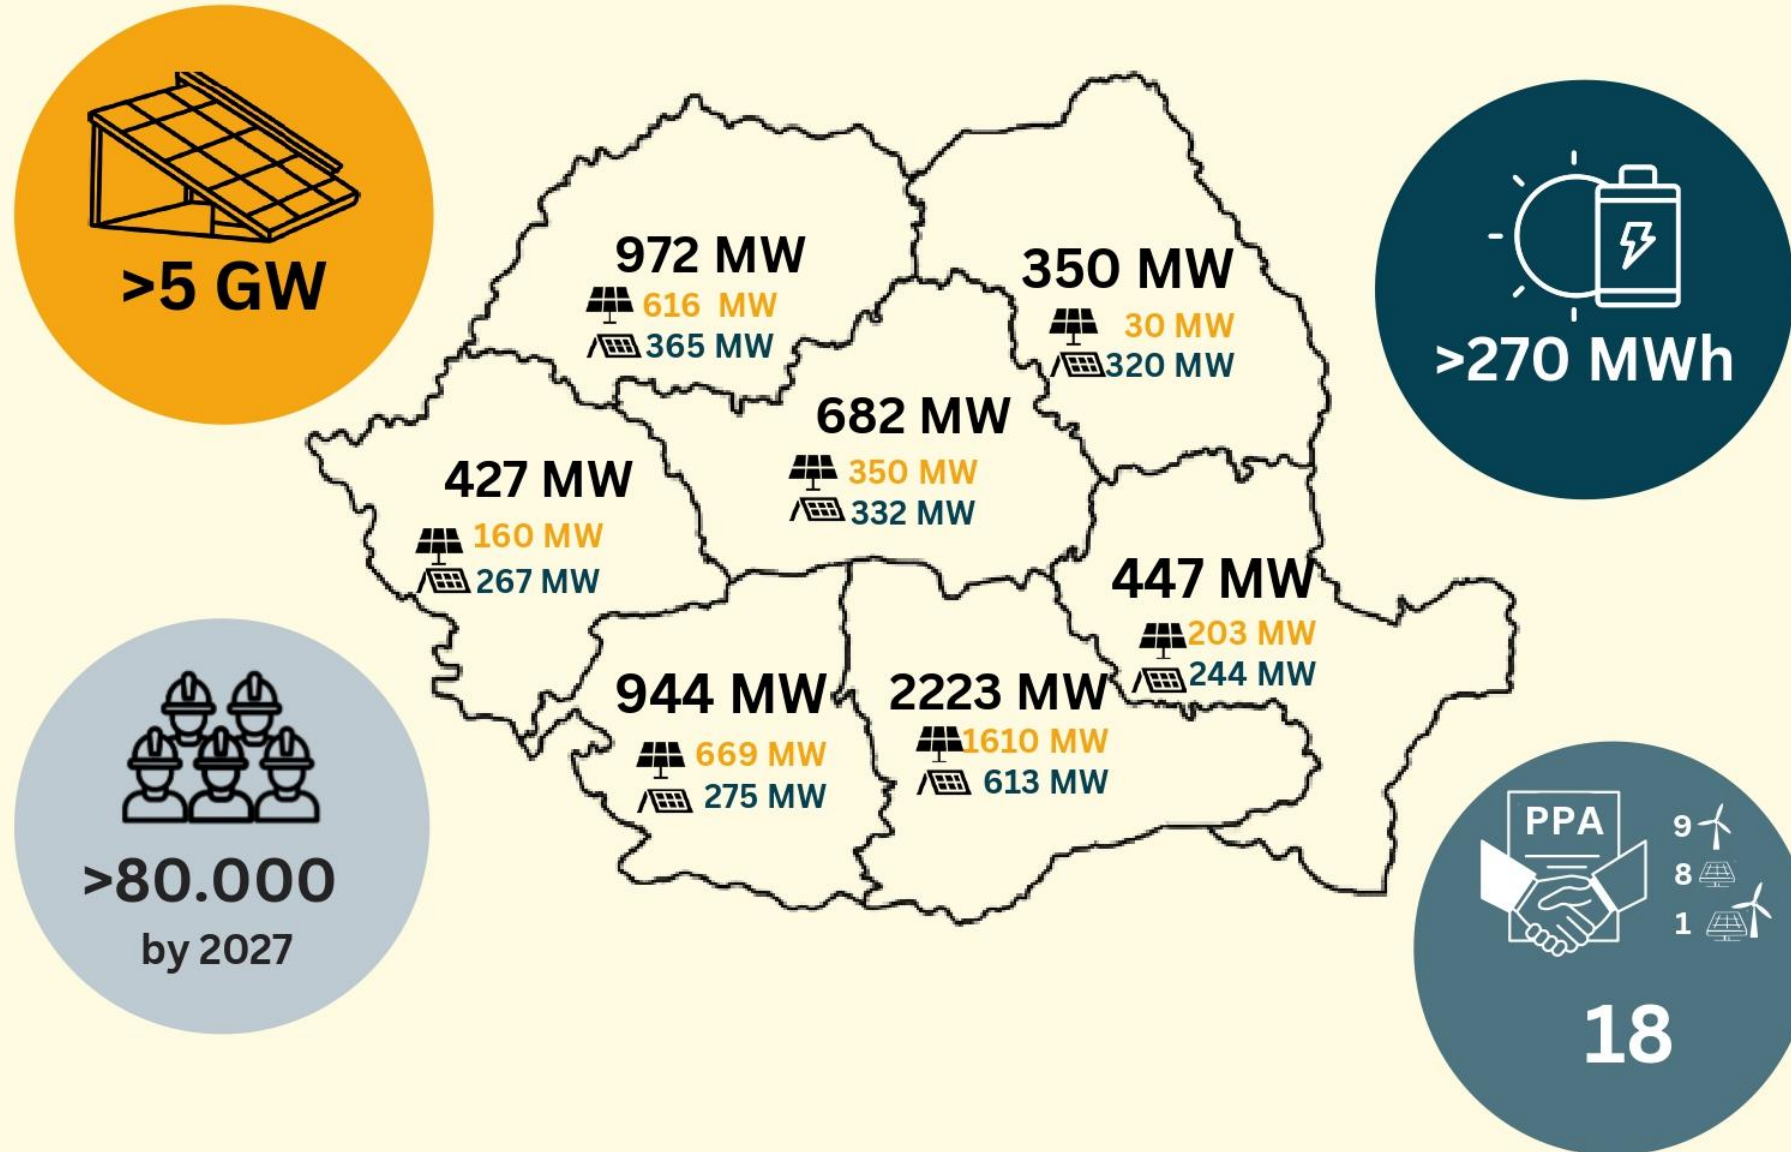 >5 GW
>270 MWh
972 MW
616 MW
365 MW
350 MW
30 MW
320 MW
682 MW
350 MW
332 MW
427 MW
160 MW
267 MW
447 MW
203 MW
244 MW
944 MW
669 MW
275 MW
2223 MW
1610 MW
613 MW
>80.000
by 2027
PPA
9
8
1
18